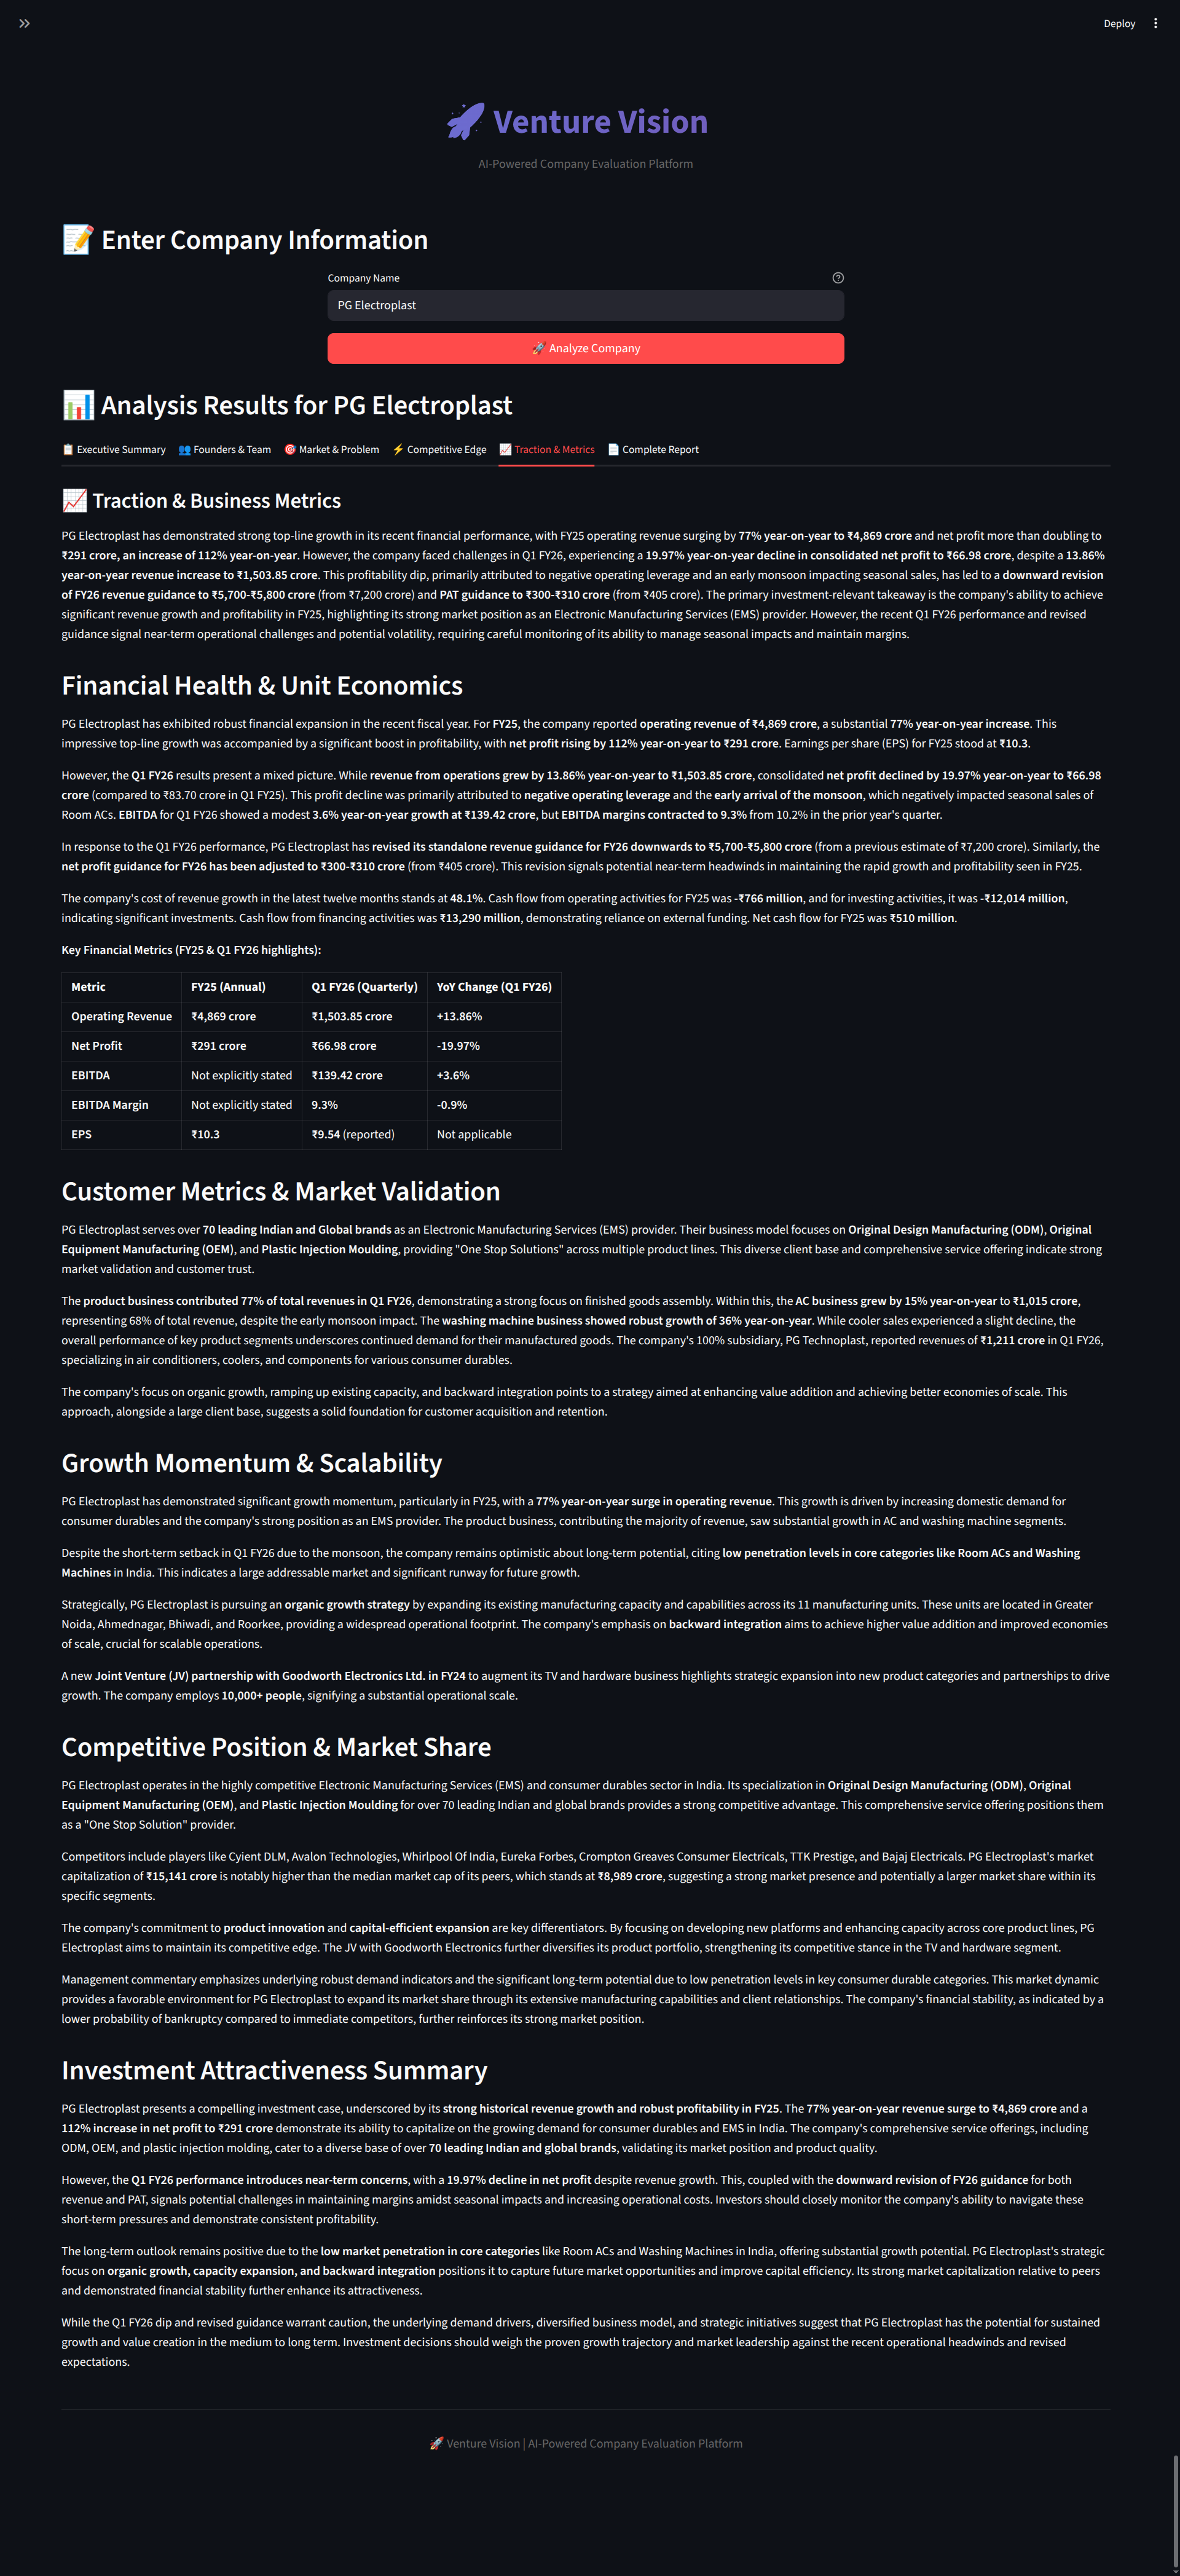 Deploy
Venture Vision
AI-Powered Company Evaluation Platform
Enter Company Information
Company Name
PG Electroplast
Analyze Company
Analysis Results for PG Electroplast
Executive Summary Founders & Team Market & Problem Competitive Edge Traction & Metrics Complete Report
Traction & Business Metrics
PG Electroplast has demonstrated strong top-line growth in its recent financial performance, with FY25 operating revenue surging by 77% year-on-year to ₹4,869 crore and net profit more than doubling to
₹291 crore, an increase of 112% year-on-year. However, the company faced challenges in Q1 FY26, experiencing a 19.97% year-on-year decline in consolidated net profit to ₹66.98 crore, despite a 13.86%
year-on-year revenue increase to ₹1,503.85 crore. This profitability dip, primarily attributed to negative operating leverage and an early monsoon impacting seasonal sales, has led to a downward revision
of FY26 revenue guidance to ₹5,700-₹5,800 crore (from ₹7,200 crore) and PAT guidance to ₹300-₹310 crore (from ₹405 crore). The primary investment-relevant takeaway is the company's ability to achieve
significant revenue growth and profitability in FY25, highlighting its strong market position as an Electronic Manufacturing Services (EMS) provider. However, the recent Q1 FY26 performance and revised
guidance signal near-term operational challenges and potential volatility, requiring careful monitoring of its ability to manage seasonal impacts and maintain margins.
Financial Health & Unit Economics
PG Electroplast has exhibited robust financial expansion in the recent fiscal year. For FY25, the company reported operating revenue of ₹4,869 crore, a substantial 77% year-on-year increase. This
impressive top-line growth was accompanied by a significant boost in profitability, with net profit rising by 112% year-on-year to ₹291 crore. Earnings per share (EPS) for FY25 stood at ₹10.3.
However, the Q1 FY26 results present a mixed picture. While revenue from operations grew by 13.86% year-on-year to ₹1,503.85 crore, consolidated net profit declined by 19.97% year-on-year to ₹66.98
crore (compared to ₹83.70 crore in Q1 FY25). This profit decline was primarily attributed to negative operating leverage and the early arrival of the monsoon, which negatively impacted seasonal sales of
Room ACs. EBITDA for Q1 FY26 showed a modest 3.6% year-on-year growth at ₹139.42 crore, but EBITDA margins contracted to 9.3% from 10.2% in the prior year's quarter.
In response to the Q1 FY26 performance, PG Electroplast has revised its standalone revenue guidance for FY26 downwards to ₹5,700-₹5,800 crore (from a previous estimate of ₹7,200 crore). Similarly, the
net profit guidance for FY26 has been adjusted to ₹300-₹310 crore (from ₹405 crore). This revision signals potential near-term headwinds in maintaining the rapid growth and profitability seen in FY25.
The company's cost of revenue growth in the latest twelve months stands at 48.1%. Cash flow from operating activities for FY25 was -₹766 million, and for investing activities, it was -₹12,014 million,
indicating significant investments. Cash flow from financing activities was ₹13,290 million, demonstrating reliance on external funding. Net cash flow for FY25 was ₹510 million.
Key Financial Metrics (FY25 & Q1 FY26 highlights):
Metric FY25 (Annual) Q1 FY26 (Quarterly) YoY Change (Q1 FY26)
Operating Revenue ₹4,869 crore ₹1,503.85 crore +13.86%
Net Profit ₹291 crore ₹66.98 crore -19.97%
EBITDA Not explicitly stated ₹139.42 crore +3.6%
EBITDA Margin Not explicitly stated 9.3% -0.9%
EPS ₹10.3 ₹9.54 (reported) Not applicable
Customer Metrics & Market Validation
PG Electroplast serves over 70 leading Indian and Global brands as an Electronic Manufacturing Services (EMS) provider. Their business model focuses on Original Design Manufacturing (ODM), Original
Equipment Manufacturing (OEM), and Plastic Injection Moulding, providing "One Stop Solutions" across multiple product lines. This diverse client base and comprehensive service offering indicate strong
market validation and customer trust.
The product business contributed 77% of total revenues in Q1 FY26, demonstrating a strong focus on finished goods assembly. Within this, the AC business grew by 15% year-on-year to ₹1,015 crore,
representing 68% of total revenue, despite the early monsoon impact. The washing machine business showed robust growth of 36% year-on-year. While cooler sales experienced a slight decline, the
overall performance of key product segments underscores continued demand for their manufactured goods. The company's 100% subsidiary, PG Technoplast, reported revenues of ₹1,211 crore in Q1 FY26,
specializing in air conditioners, coolers, and components for various consumer durables.
The company's focus on organic growth, ramping up existing capacity, and backward integration points to a strategy aimed at enhancing value addition and achieving better economies of scale. This
approach, alongside a large client base, suggests a solid foundation for customer acquisition and retention.
Growth Momentum & Scalability
PG Electroplast has demonstrated significant growth momentum, particularly in FY25, with a 77% year-on-year surge in operating revenue. This growth is driven by increasing domestic demand for
consumer durables and the company's strong position as an EMS provider. The product business, contributing the majority of revenue, saw substantial growth in AC and washing machine segments.
Despite the short-term setback in Q1 FY26 due to the monsoon, the company remains optimistic about long-term potential, citing low penetration levels in core categories like Room ACs and Washing
Machines in India. This indicates a large addressable market and significant runway for future growth.
Strategically, PG Electroplast is pursuing an organic growth strategy by expanding its existing manufacturing capacity and capabilities across its 11 manufacturing units. These units are located in Greater
Noida, Ahmednagar, Bhiwadi, and Roorkee, providing a widespread operational footprint. The company's emphasis on backward integration aims to achieve higher value addition and improved economies
of scale, crucial for scalable operations.
A new Joint Venture (JV) partnership with Goodworth Electronics Ltd. in FY24 to augment its TV and hardware business highlights strategic expansion into new product categories and partnerships to drive
growth. The company employs 10,000+ people, signifying a substantial operational scale.
Competitive Position & Market Share
PG Electroplast operates in the highly competitive Electronic Manufacturing Services (EMS) and consumer durables sector in India. Its specialization in Original Design Manufacturing (ODM), Original
Equipment Manufacturing (OEM), and Plastic Injection Moulding for over 70 leading Indian and global brands provides a strong competitive advantage. This comprehensive service offering positions them
as a "One Stop Solution" provider.
Competitors include players like Cyient DLM, Avalon Technologies, Whirlpool Of India, Eureka Forbes, Crompton Greaves Consumer Electricals, TTK Prestige, and Bajaj Electricals. PG Electroplast's market
capitalization of ₹15,141 crore is notably higher than the median market cap of its peers, which stands at ₹8,989 crore, suggesting a strong market presence and potentially a larger market share within its
specific segments.
The company's commitment to product innovation and capital-efficient expansion are key differentiators. By focusing on developing new platforms and enhancing capacity across core product lines, PG
Electroplast aims to maintain its competitive edge. The JV with Goodworth Electronics further diversifies its product portfolio, strengthening its competitive stance in the TV and hardware segment.
Management commentary emphasizes underlying robust demand indicators and the significant long-term potential due to low penetration levels in key consumer durable categories. This market dynamic
provides a favorable environment for PG Electroplast to expand its market share through its extensive manufacturing capabilities and client relationships. The company's financial stability, as indicated by a
lower probability of bankruptcy compared to immediate competitors, further reinforces its strong market position.
Investment Attractiveness Summary
PG Electroplast presents a compelling investment case, underscored by its strong historical revenue growth and robust profitability in FY25. The 77% year-on-year revenue surge to ₹4,869 crore and a
112% increase in net profit to ₹291 crore demonstrate its ability to capitalize on the growing demand for consumer durables and EMS in India. The company's comprehensive service offerings, including
ODM, OEM, and plastic injection molding, cater to a diverse base of over 70 leading Indian and global brands, validating its market position and product quality.
However, the Q1 FY26 performance introduces near-term concerns, with a 19.97% decline in net profit despite revenue growth. This, coupled with the downward revision of FY26 guidance for both
revenue and PAT, signals potential challenges in maintaining margins amidst seasonal impacts and increasing operational costs. Investors should closely monitor the company's ability to navigate these
short-term pressures and demonstrate consistent profitability.
The long-term outlook remains positive due to the low market penetration in core categories like Room ACs and Washing Machines in India, offering substantial growth potential. PG Electroplast's strategic
focus on organic growth, capacity expansion, and backward integration positions it to capture future market opportunities and improve capital efficiency. Its strong market capitalization relative to peers
and demonstrated financial stability further enhance its attractiveness.
While the Q1 FY26 dip and revised guidance warrant caution, the underlying demand drivers, diversified business model, and strategic initiatives suggest that PG Electroplast has the potential for sustained
growth and value creation in the medium to long term. Investment decisions should weigh the proven growth trajectory and market leadership against the recent operational headwinds and revised
expectations.
Venture Vision | AI-Powered Company Evaluation Platform